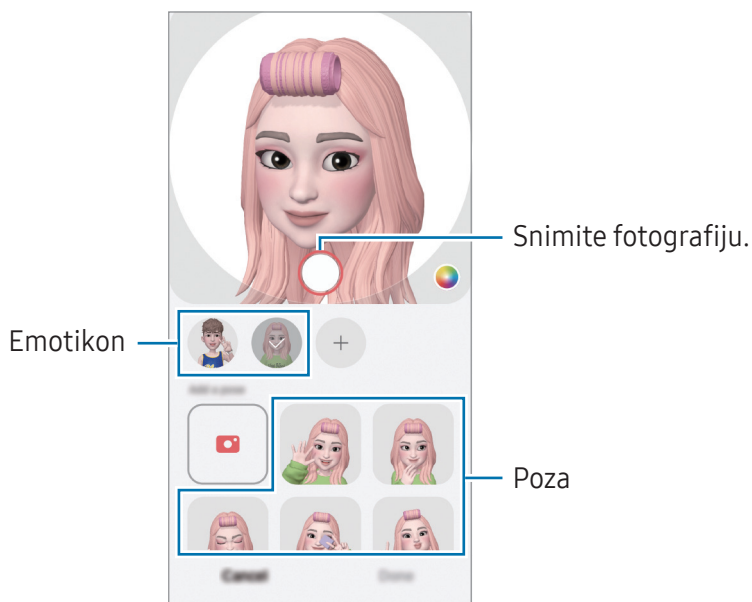 Snimite fotografiju.
Emotikon
Add a pose
Poza
Cancel
Done